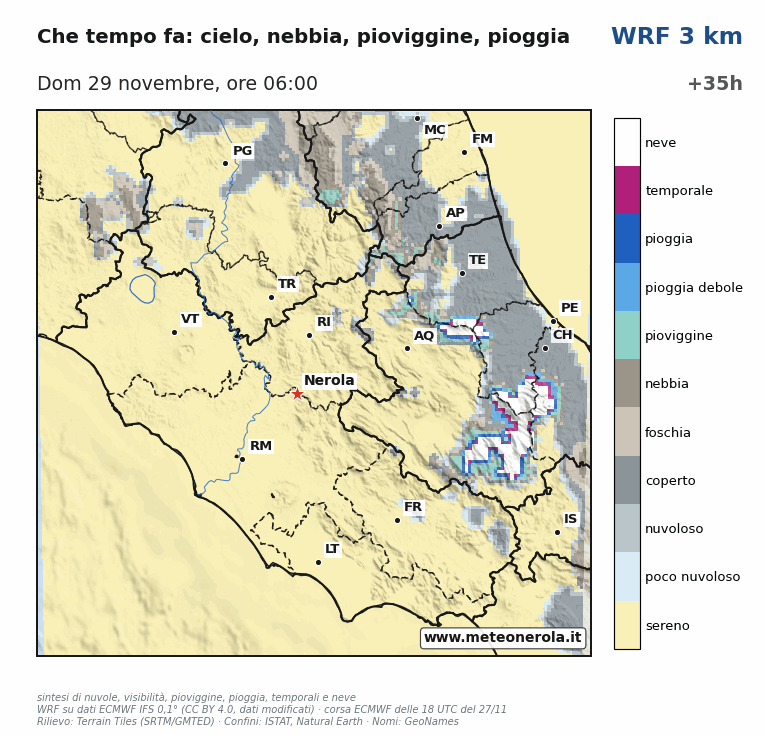 Che tempo fa: cielo, nebbia, pioviggine, pioggia
WRF 3 km
Dom 29 novembre, ore 06:00
+35h
MC
FM
PG
AP
TE
TR
PE
VT
RI
AQ
CH
Nerola
RM
FR
IS
LT
www.meteonerola.it
neve
temporale
pioggia
pioggia debole
pioviggine
nebbia
foschia
coperto
nuvoloso
poco nuvoloso
sereno
sintesi di nuvole, visibilità, pioviggine, pioggia, temporali e neve
WRF su dati ECMWF IFS 0,1° (CC BY 4.0, dati modificati) · corsa ECMWF delle 18 UTC del 27/11
Rilievo: Terrain Tiles (SRTM/GMTED) · Confini: ISTAT, Natural Earth · Nomi: GeoNames